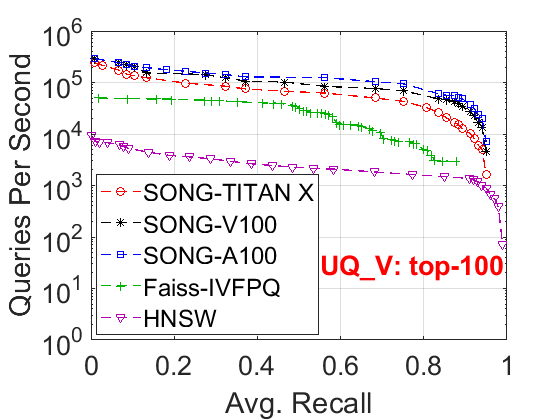 10^6
10^5
10^4
10^3
10^2
10^1
10^0
Queries Per Second
SONG-TITAN X
SONG-V100
SONG-A100
Faiss-IVFPQ
HNSW
UQ_V: top-100
0 0.2 0.4 0.6 0.8 1
Avg. Recall